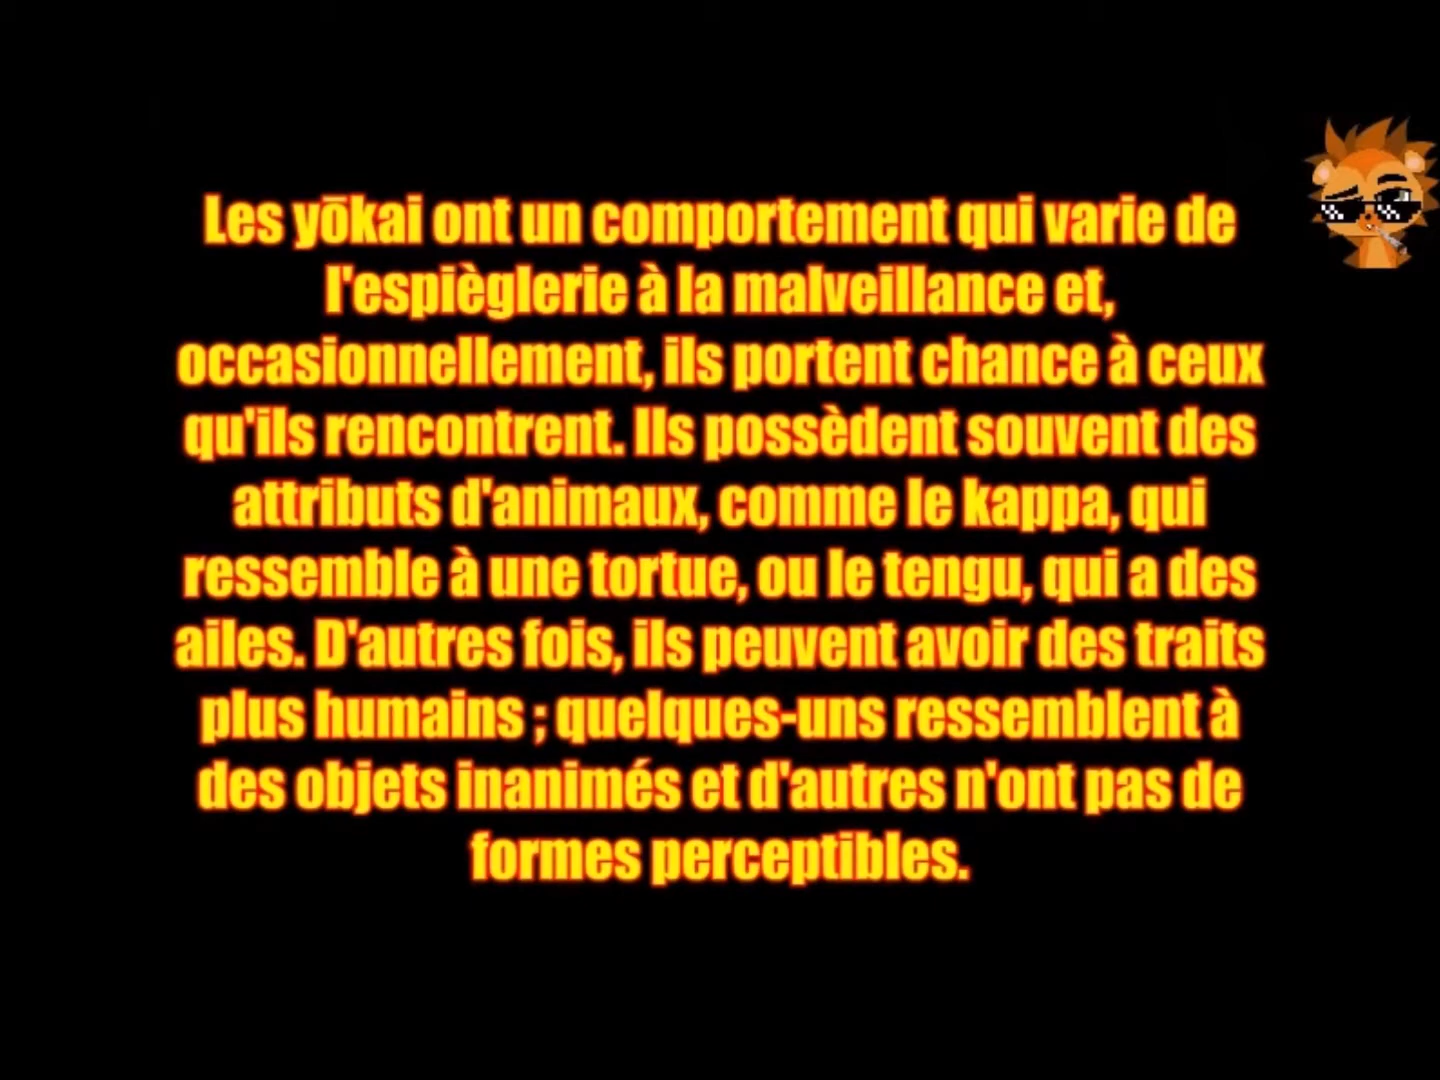 Les yōkai ont un comportement qui varie de
l'espièglerie à la malveillance et,
occasionnellement, ils portent chance à ceux
qu'ils rencontrent. Ils possèdent souvent des
attributs d'animaux, comme le kappa, qui
ressemble à une tortue, ou le tengu, qui a des
ailes. D'autres fois, ils peuvent avoir des traits
plus humains ; quelques-uns ressemblent à
des objets inanimés et d'autres n'ont pas de
formes perceptibles.